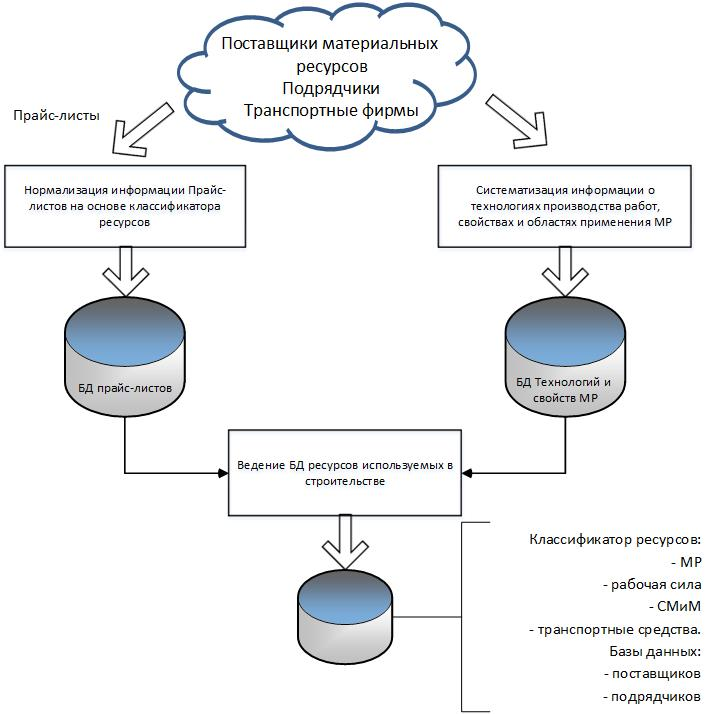 Поставщики материальных
ресурсов
Подрядчики
Транспортные фирмы
Прайс-листы
Нормализация информации Прайс-
листов на основе классификатора
ресурсов
Систематизация информации о
технологиях производства работ,
свойствах и областях применения МР
БД прайс-листов
БД Технологий и
свойств МР
Ведение БД ресурсов используемых в
строительстве
Классификатор ресурсов:
- МР
- рабочая сила
- СМиМ
- транспортные средства.
Базы данных:
- поставщиков
- подрядчиков